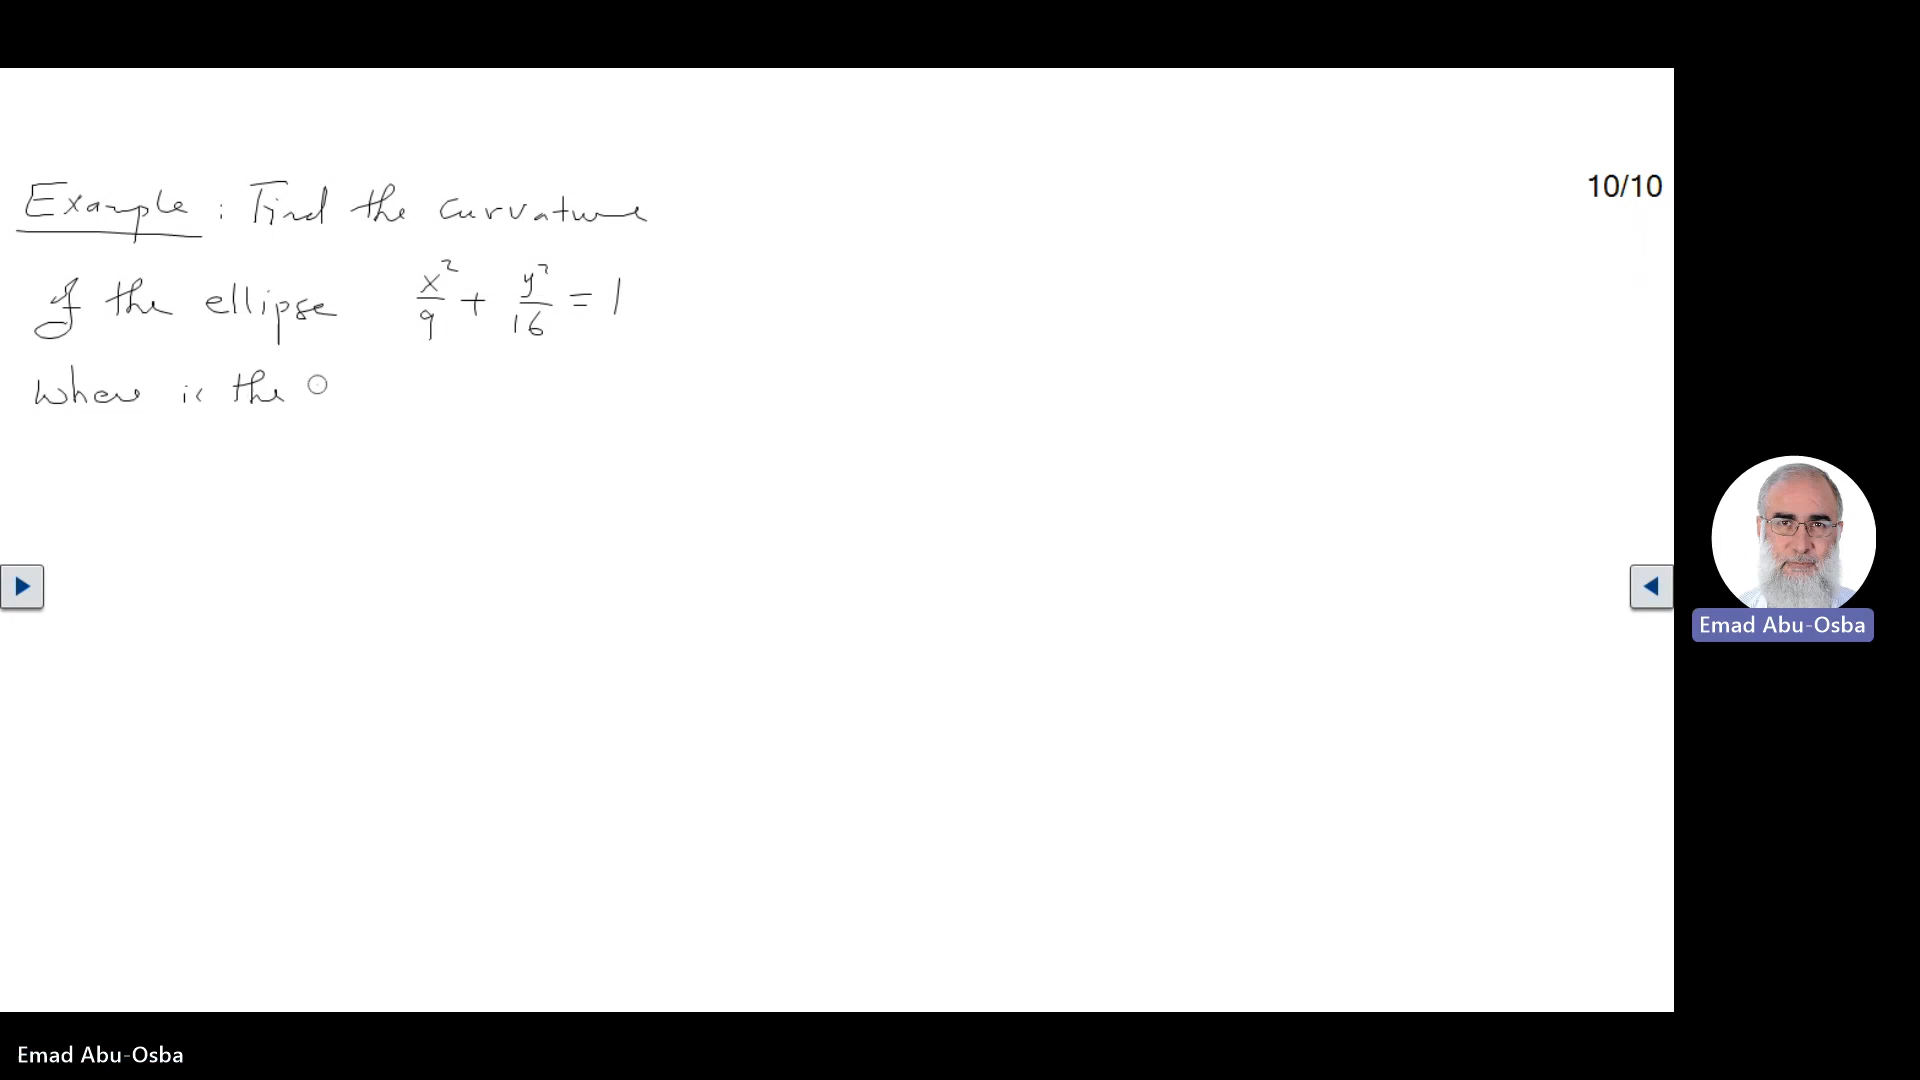 10/10
Example : Find the curvature
of the ellipse x²/9 + y²/16 = 1
where is the
Emad Abu-Osba
Emad Abu-Osba